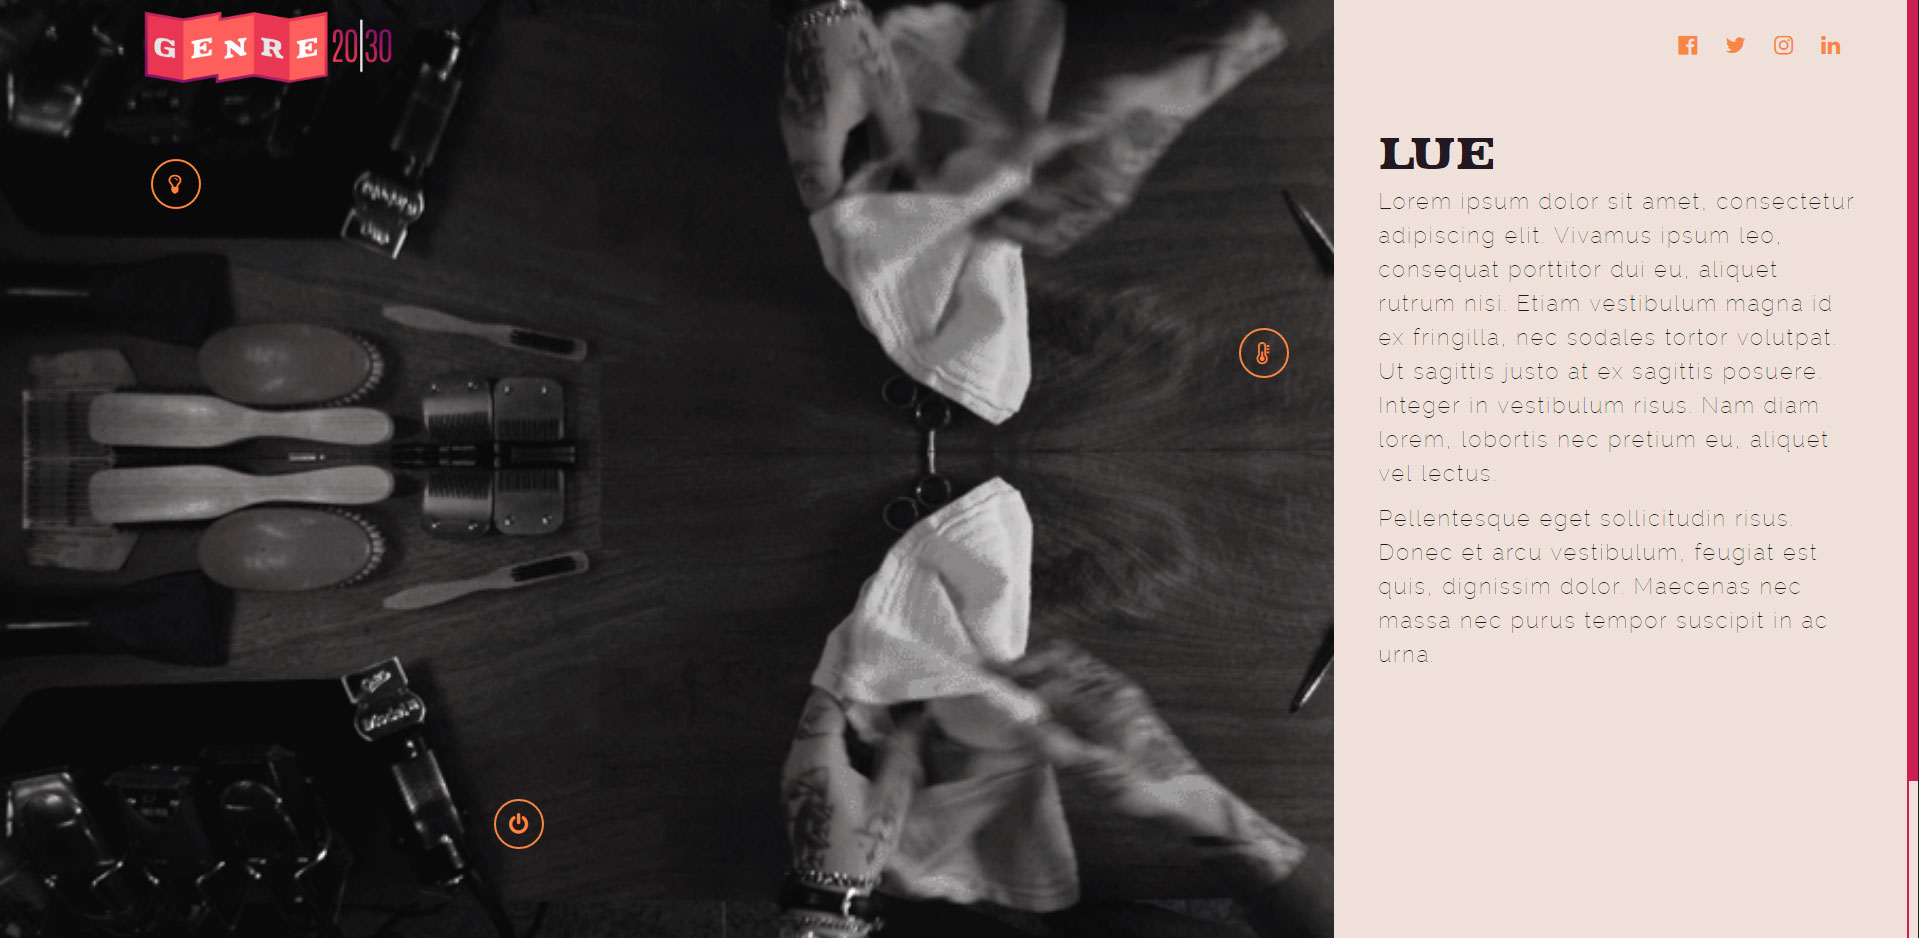 GENRE 20|30
LUE
Lorem ipsum dolor sit amet, consectetur
adipiscing elit. Vivamus ipsum leo,
consequat porttitor dui eu, aliquet
rutrum nisi. Etiam vestibulum magna id
ex fringilla, nec sodales tortor volutpat.
Ut sagittis justo at ex sagittis posuere.
Integer in vestibulum risus. Nam diam
lorem, lobortis nec pretium eu, aliquet
vel lectus.
Pellentesque eget sollicitudin risus.
Donec et arcu vestibulum, feugiat est
quis, dignissim dolor. Maecenas nec
massa nec purus tempor suscipit in ac
urna.